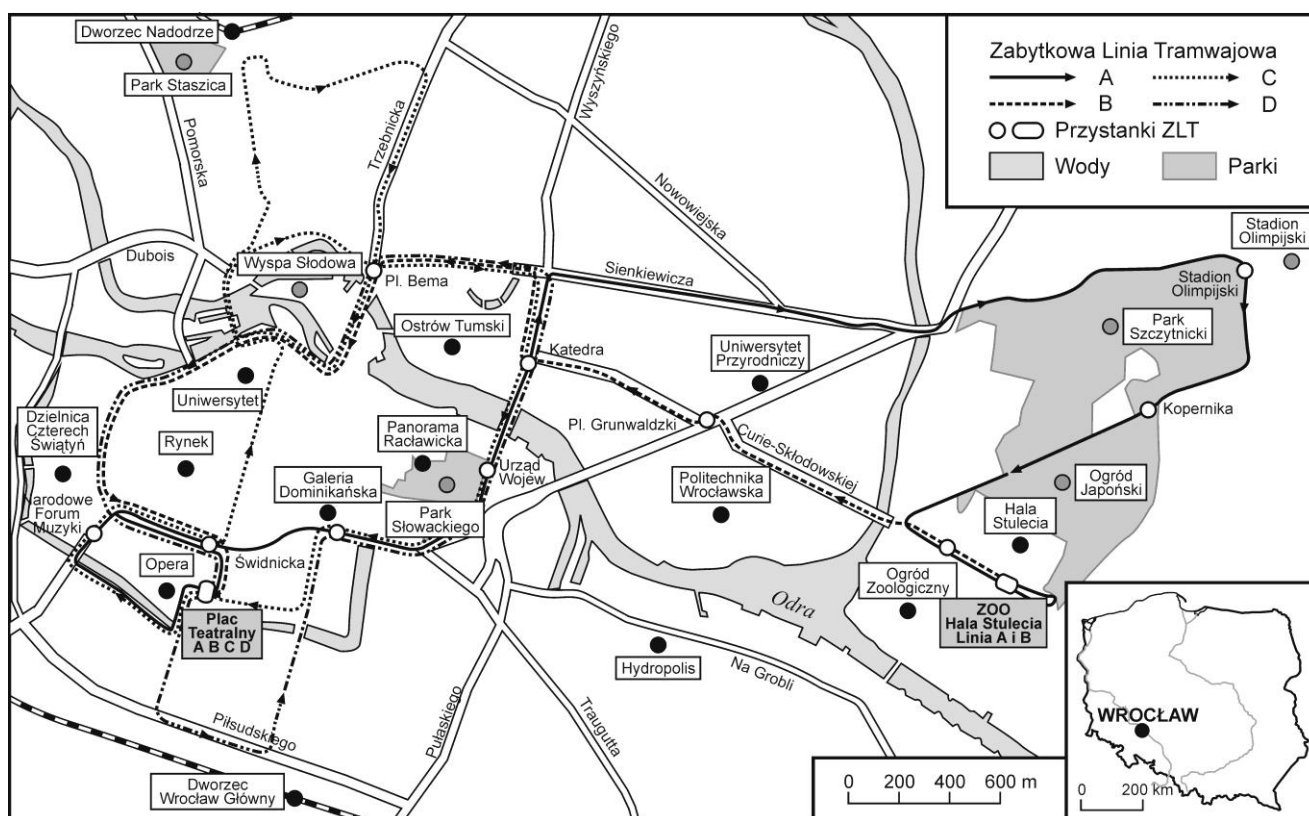 Dworzec Nadodrze
Park Staszica
Pomorska
Trzebnicka
Wyszyńskiego
Nowowiejska
Zabytkowa Linia Tramwajowa
A
C
B
D
Przystanki ZLT
Wody
Parki
Stadion
Olimpijski
Dubois
Wyspa Słodowa
Pl. Bema
Sienkiewicza
Stadion
Olimpijski
Ostrów Tumski
Park
Szczytnicki
Katedra
Uniwersytet
Przyrodniczy
Uniwersytet
Kopernika
Dzielnica
Czterech
Świątyń
Rynek
Panorama
Racławicka
Pl. Grunwaldzki
Curie-Skłodowskiej
Galeria
Dominikańska
Urząd
Wojew
Politechnika
Wrocławska
Ogród
Japoński
Narodowe
Forum
Muzyki
Park
Słowackiego
Hala
Stulecia
Opera
Świdnicka
Ogród
Zoologiczny
Odra
Plac
Teatralny
A B C D
ZOO
Hala Stulecia
Linia A i B
Hydropolis
Na Grobli
Piłsudskiego
Pułaskiego
Traugutta
Dworzec
Wrocław Główny
0 200 400 600 m
WROCŁAW
0 200 km